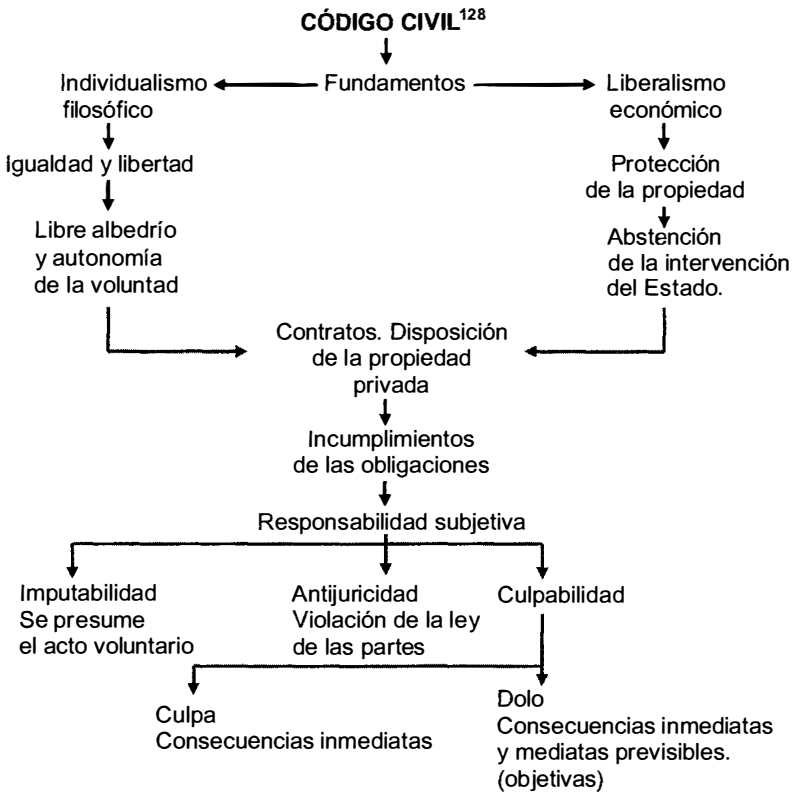 CÓDIGO CIVIL128
Individualismo
filosófico
Fundamentos
Liberalismo
económico
Igualdad y libertad
Protección
de la propiedad
Libre albedrío
y autonomía
de la voluntad
Abstención
de la intervención
del Estado.
Contratos. Disposición
de la propiedad
privada
Incumplimientos
de las obligaciones
Responsabilidad subjetiva
Imputabilidad
Se presume
el acto voluntario
Antijuricidad
Violación de la ley
de las partes
Culpabilidad
Culpa
Consecuencias inmediatas
Dolo
Consecuencias inmediatas
y mediatas previsibles.
(objetivas)